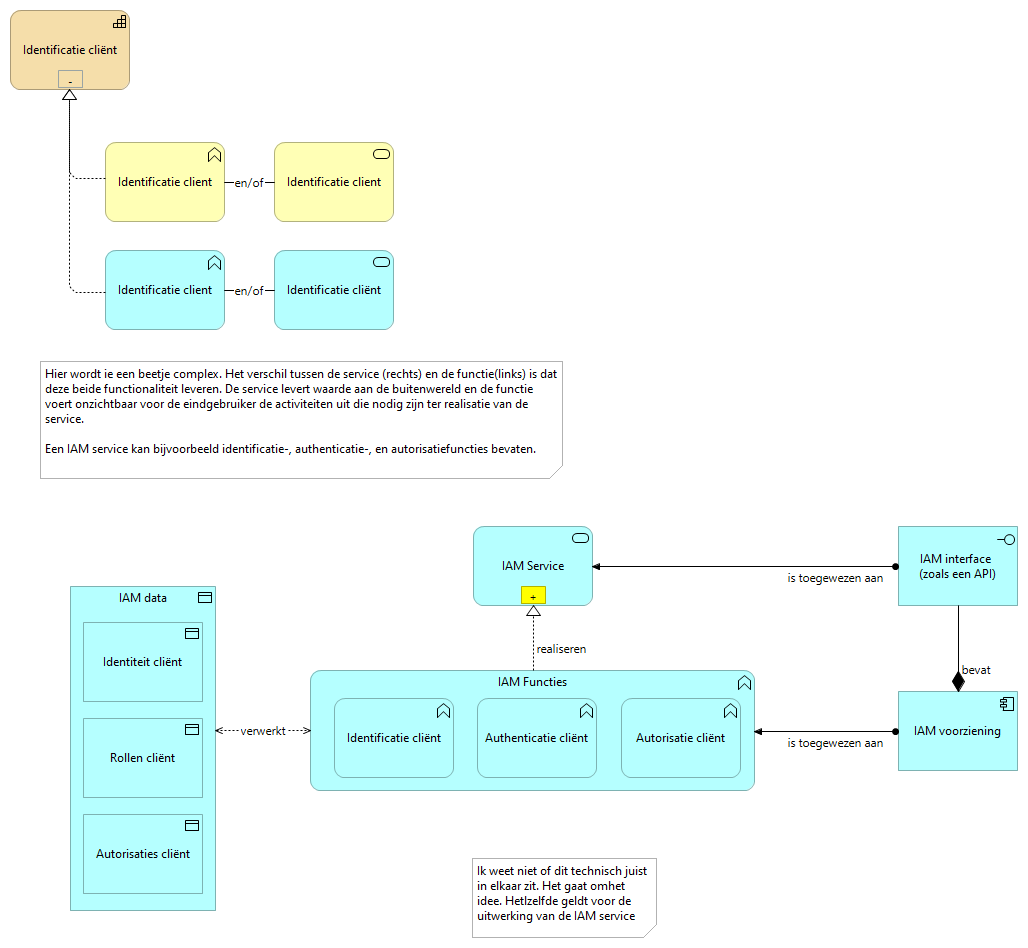 Identificatie cliënt
-
Identificatie client
en/of
Identificatie client
Identificatie client
en/of
Identificatie cliënt
Hier wordt ie een beetje complex. Het verschil tussen de service (rechts) en de functie(links) is dat
deze beide functionaliteit leveren. De service levert waarde aan de buitenwereld en de functie
voert onzichtbaar voor de eindgebruiker de activiteiten uit die nodig zijn ter realisatie van de
service.
Een IAM service kan bijvoorbeeld identificatie-, authenticatie-, en autorisatiefuncties bevaten.
IAM Service
+
is toegewezen aan
IAM interface
(zoals een API)
IAM data
Identiteit cliënt
Rollen cliënt
Autorisaties cliënt
verwerkt
realiseren
IAM Functies
Identificatie cliënt
Authenticatie cliënt
Autorisatie cliënt
is toegewezen aan
bevat
IAM voorziening
Ik weet niet of dit technisch juist
in elkaar zit. Het gaat omhet
idee. Hetlzelfde geldt voor de
uitwerking van de IAM service